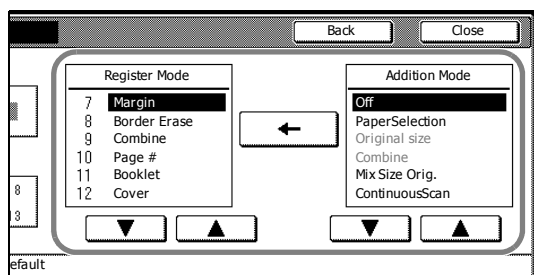 Back
Close
Register Mode
7 Margin
8 Border Erase
9 Combine
10 Page #
11 Booklet
12 Cover
Addition Mode
Off
PaperSelection
Original size
Combine
Mix Size Orig.
ContinuousScan
8
13
efault